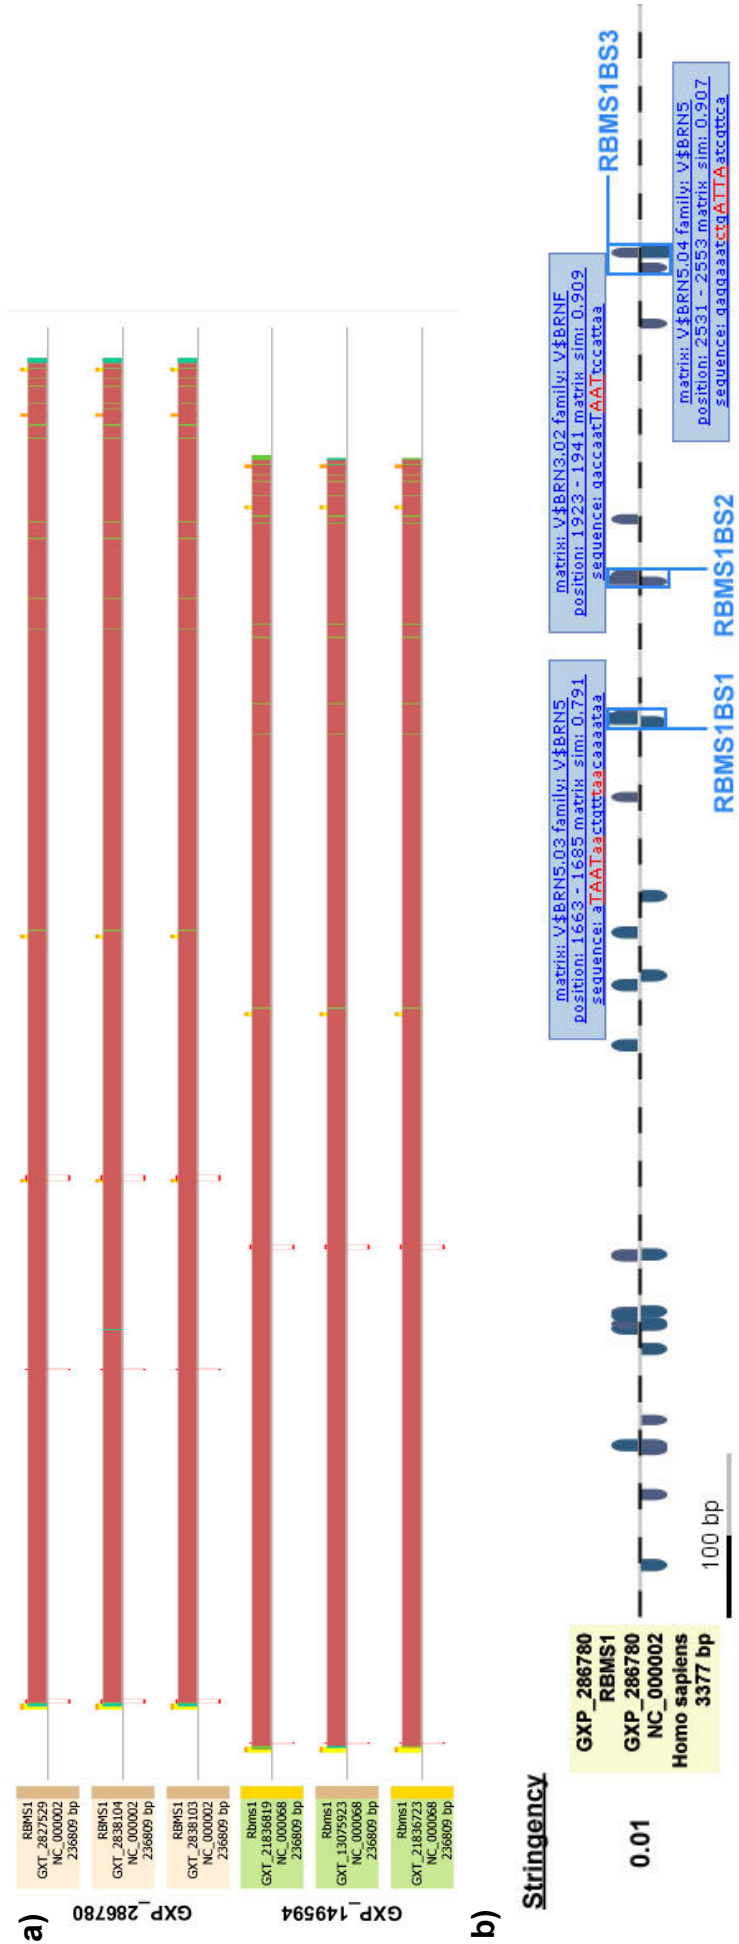 a)
GXP_286780
RBMS1
GXT_2827529
NC_000002
236809 bp
RBMS1
GXT_2838104
NC_000002
236809 bp
RBMS1
GXT_2838103
NC_000002
236809 bp
GXP_149594
Rbms1
GXT_21836819
NC_000068
236809 bp
Rbms1
GXT_13075923
NC_000068
236809 bp
Rbms1
GXT_21836723
NC_000068
236809 bp
b)
Stringency
0.01
GXP_286780
RBMS1
GXP_286780
NC_000002
Homo sapiens
3377 bp
100 bp
matrix: V$BRN5.03 family: V$BRN5
position: 1663 - 1685 matrix sim: 0.791
sequence: aTAATaactgtttaacaaaataa
RBMS1BS1
matrix: V$BRN3.02 family: V$BRNF
position: 1923 - 1941 matrix sim: 0.909
sequence: gaccaatTAATtccattaa
RBMS1BS2
RBMS1BS3
matrix: V$BRN5.04 family: V$BRN5
position: 2531 - 2553 matrix sim: 0.907
sequence: gaggaaatctgATTAatcgttca